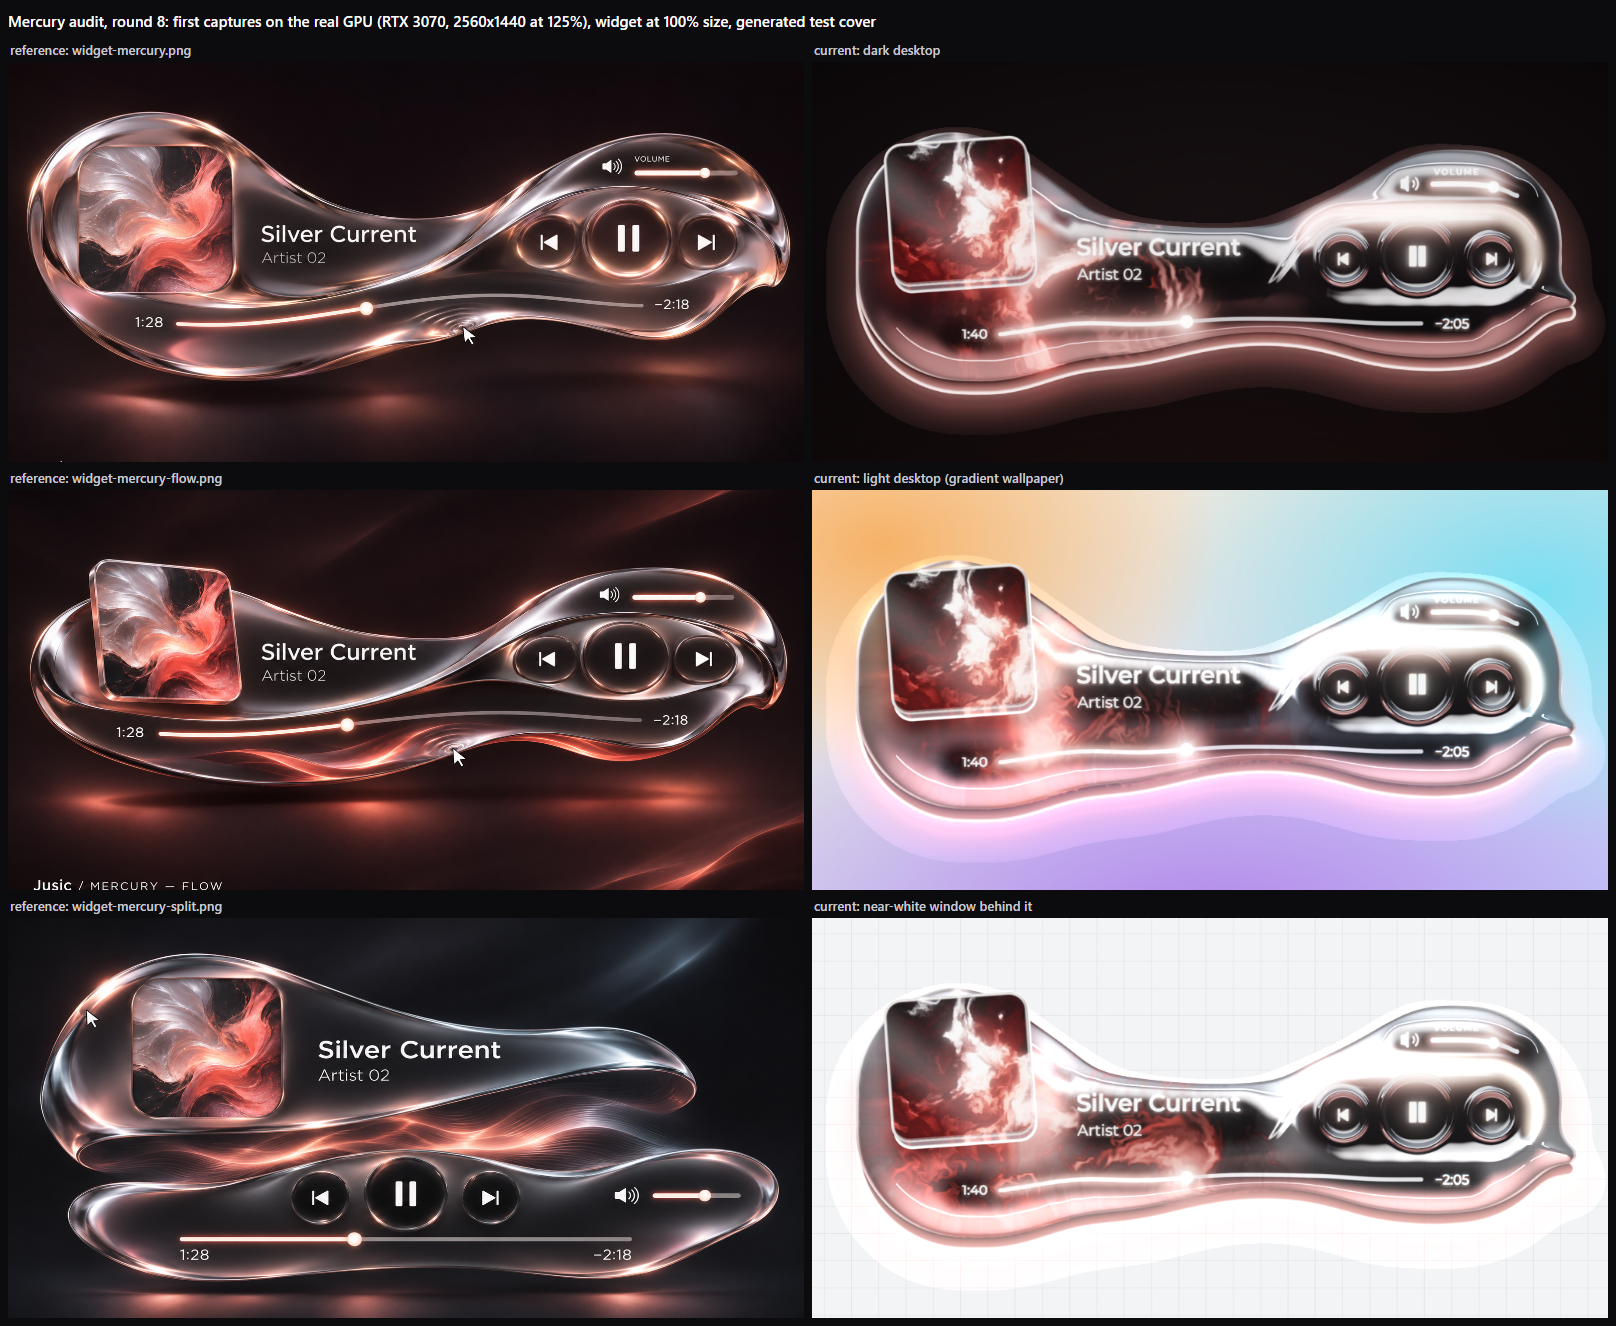 Mercury audit, round 8: first captures on the real GPU (RTX 3070, 2560x1440 at 125%), widget at 100% size, generated test cover
reference: widget-mercury.png
VOLUME
Silver Current
Artist 02
1:28
−2:18
current: dark desktop
VOLUME
Silver Current
Artist 02
1:40
−2:05
reference: widget-mercury-flow.png
Silver Current
Artist 02
1:28
−2:18
Jusic / MERCURY — FLOW
current: light desktop (gradient wallpaper)
VOLUME
Silver Current
Artist 02
1:40
−2:05
reference: widget-mercury-split.png
Silver Current
Artist 02
1:28
−2:18
current: near-white window behind it
VOLUME
Silver Current
Artist 02
1:40
−2:05